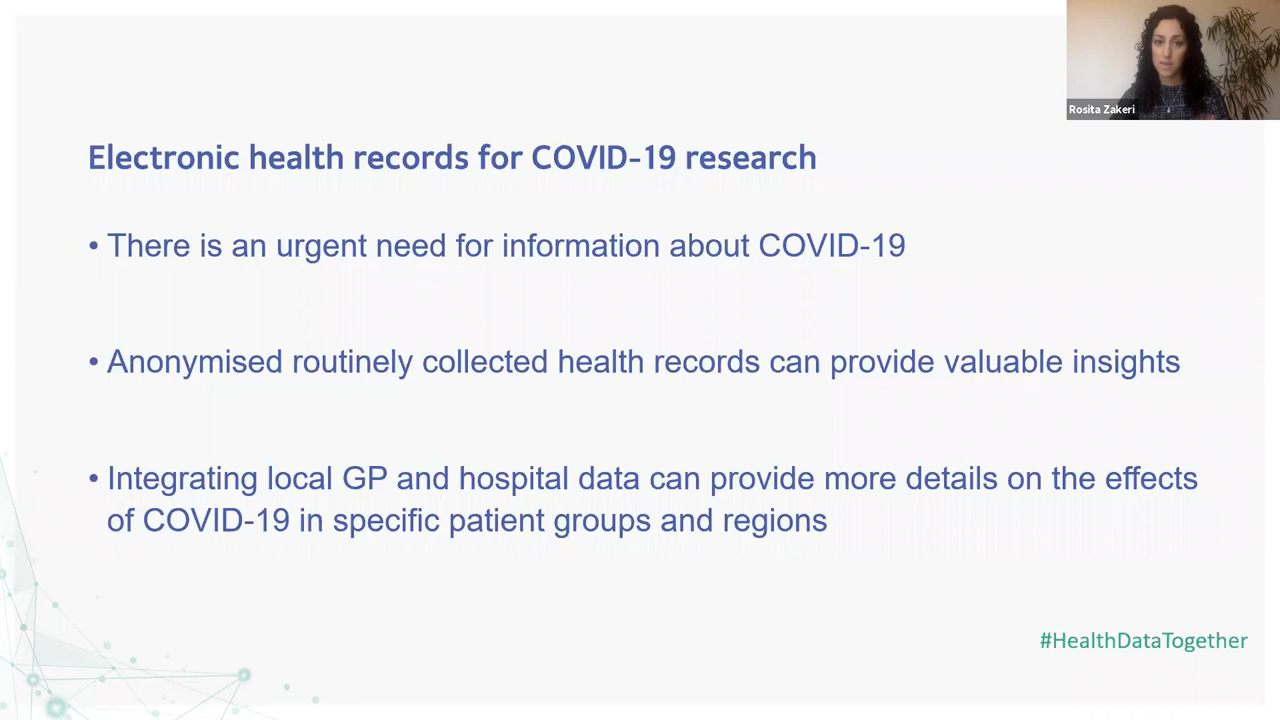 Rosita Zakeri
Electronic health records for COVID-19 research
• There is an urgent need for information about COVID-19
• Anonymised routinely collected health records can provide valuable insights
• Integrating local GP and hospital data can provide more details on the effects
of COVID-19 in specific patient groups and regions
#HealthDataTogether